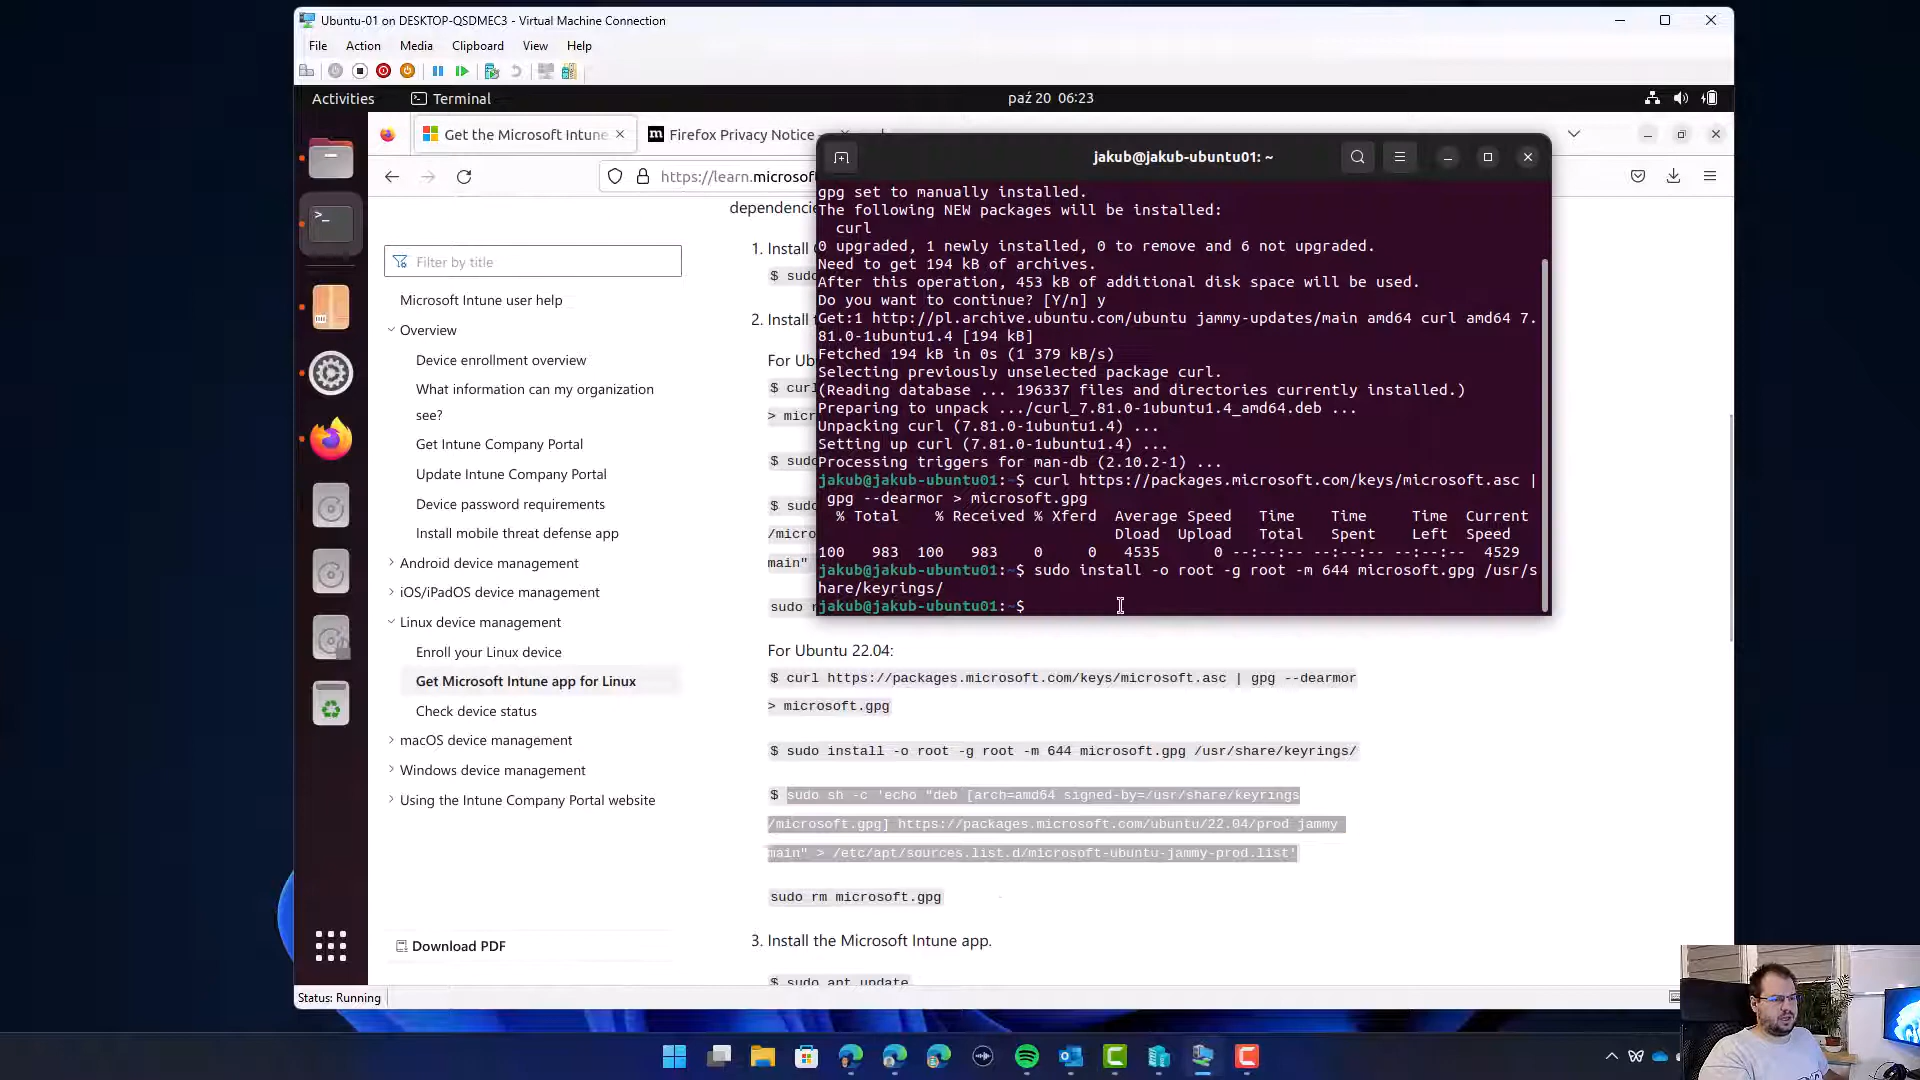 Ubuntu-01 on DESKTOP-QSDMEC3 - Virtual Machine Connection
File Action Media Clipboard View Help
Activities Terminal paź 20 06:23
Get the Microsoft Intune
Firefox Privacy Notice
https://learn.microsof
jakub@jakub-ubuntu01: ~
gpg set to manually installed.
The following NEW packages will be installed:
curl
0 upgraded, 1 newly installed, 0 to remove and 6 not upgraded.
Need to get 194 kB of archives.
After this operation, 453 kB of additional disk space will be used.
Do you want to continue? [Y/n] y
Get:1 http://pl.archive.ubuntu.com/ubuntu jammy-updates/main amd64 curl amd64 7.
81.0-1ubuntu1.4 [194 kB]
Fetched 194 kB in 0s (1 379 kB/s)
Selecting previously unselected package curl.
(Reading database ... 196337 files and directories currently installed.)
Preparing to unpack .../curl_7.81.0-1ubuntu1.4_amd64.deb ...
Unpacking curl (7.81.0-1ubuntu1.4) ...
Setting up curl (7.81.0-1ubuntu1.4) ...
Processing triggers for man-db (2.10.2-1) ...
jakub@jakub-ubuntu01:~$ curl https://packages.microsoft.com/keys/microsoft.asc |
gpg --dearmor > microsoft.gpg
% Total % Received % Xferd Average Speed Time Time Time Current
Dload Upload Total Spent Left Speed
100 983 100 983 0 0 4535 0 --:--:-- --:--:-- --:--:-- 4529
jakub@jakub-ubuntu01:~$ sudo install -o root -g root -m 644 microsoft.gpg /usr/s
hare/keyrings/
jakub@jakub-ubuntu01:~$
Filter by title
Microsoft Intune user help
Overview
Device enrollment overview
What information can my organization
see?
Get Intune Company Portal
Update Intune Company Portal
Device password requirements
Install mobile threat defense app
Android device management
iOS/iPadOS device management
Linux device management
Enroll your Linux device
Get Microsoft Intune app for Linux
Check device status
macOS device management
Windows device management
Using the Intune Company Portal website
Download PDF
dependencie
1. Install
$ sudo
2. Install
For Ub
$ curl
> micr
$ sudo
$ sudo
/micro
main"
sudo r
For Ubuntu 22.04:
$ curl https://packages.microsoft.com/keys/microsoft.asc | gpg --dearmor
> microsoft.gpg
$ sudo install -o root -g root -m 644 microsoft.gpg /usr/share/keyrings/
$ sudo sh -c 'echo "deb [arch=amd64 signed-by=/usr/share/keyrings
/microsoft.gpg] https://packages.microsoft.com/ubuntu/22.04/prod jammy
main" > /etc/apt/sources.list.d/microsoft-ubuntu-jammy-prod.list'
sudo rm microsoft.gpg
3. Install the Microsoft Intune app.
$ sudo apt update
Status: Running